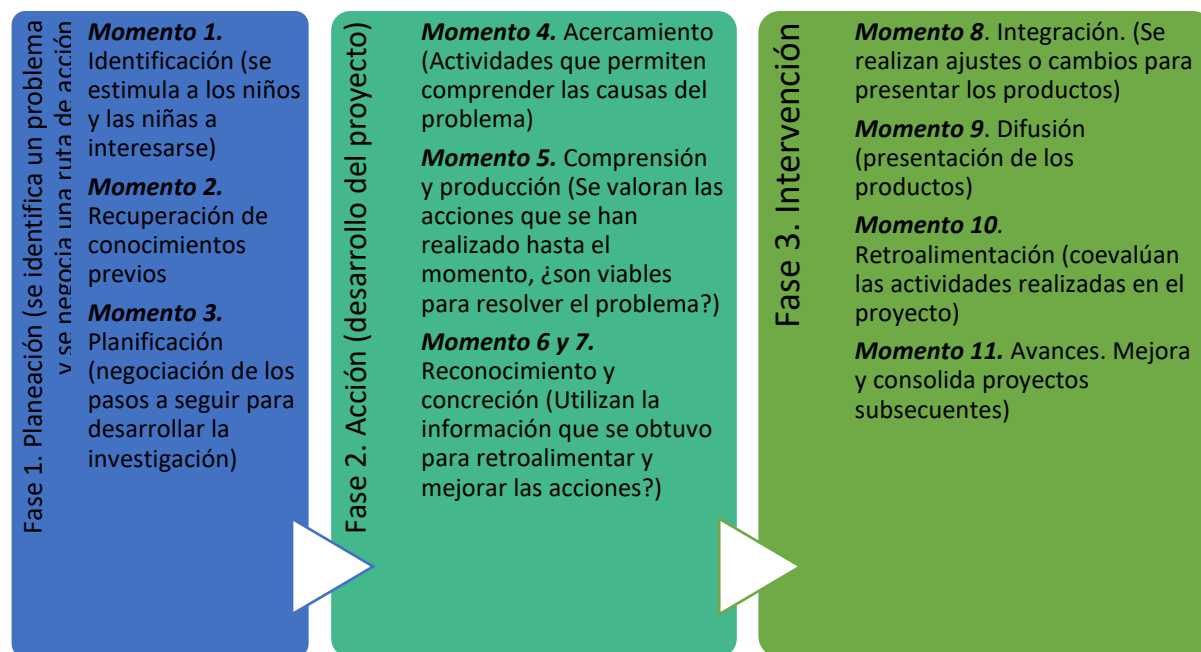 Fase 1. Planeación (se identifica un problema
y se negocia una ruta de acción
Momento 1.
Identificación (se
estimula a los niños
y las niñas a
interesarse)
Momento 2.
Recuperación de
conocimientos
previos
Momento 3.
Planificación
(negociación de los
pasos a seguir para
desarrollar la
investigación)
Fase 2. Acción (desarrollo del proyecto)
Momento 4. Acercamiento
(Actividades que permiten
comprender las causas del
problema)
Momento 5. Comprensión
y producción (Se valoran las
acciones que se han
realizado hasta el
momento, ¿son viables
para resolver el problema?)
Momento 6 y 7.
Reconocimiento y
concreción (Utilizan la
información que se obtuvo
para retroalimentar y
mejorar las acciones?)
Fase 3. Intervención
Momento 8. Integración. (Se
realizan ajustes o cambios para
presentar los productos)
Momento 9. Difusión
(presentación de los
productos)
Momento 10.
Retroalimentación (coevalúan
las actividades realizadas en el
proyecto)
Momento 11. Avances. Mejora
y consolida proyectos
subsecuentes)